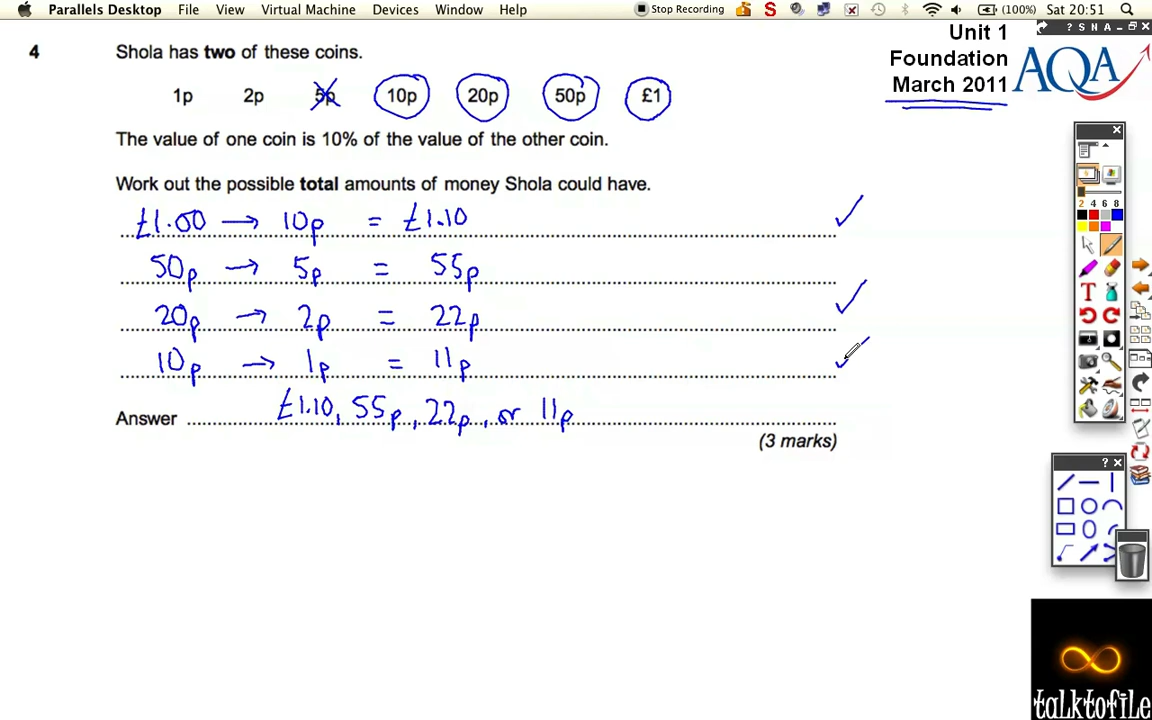 Parallels Desktop File View Virtual Machine Devices Window Help Stop Recording S (100%) Sat 20:51
? S N A
Unit 1
Foundation
March 2011
AQA
4 Shola has two of these coins.
1p 2p 5p 10p 20p 50p £1
The value of one coin is 10% of the value of the other coin.
Work out the possible total amounts of money Shola could have.
£1.00 → 10p = £1.10
50p → 5p = 55p
20p → 2p = 22p
10p → 1p = 11p
Answer £1.10, 55p, 22p, or 11p
(3 marks)
2 4 6 8
T
?
talktofile